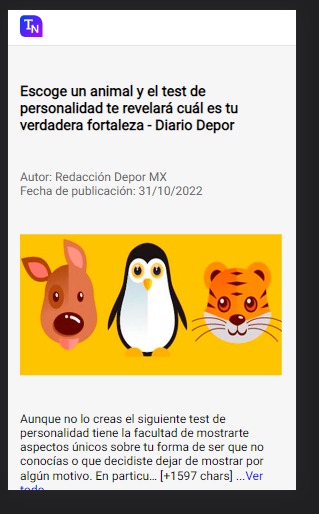 TN
Escoge un animal y el test de
personalidad te revelará cuál es tu
verdadera fortaleza - Diario Depor
Autor: Redacción Depor MX
Fecha de publicación: 31/10/2022
Aunque no lo creas el siguiente test de
personalidad tiene la facultad de mostrarte
aspectos únicos sobre tu forma de ser que no
conocías o que decidiste dejar de mostrar por
algún motivo. En particu... [+1597 chars] ...Ver
todo